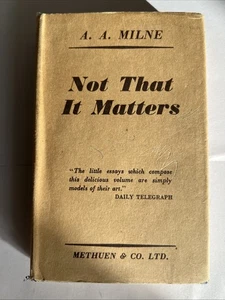 A. A. MILNE
Not That
It Matters
"The little essays which compose
this delicious volume are simply
models of their art."
DAILY TELEGRAPH
METHUEN & CO. LTD.